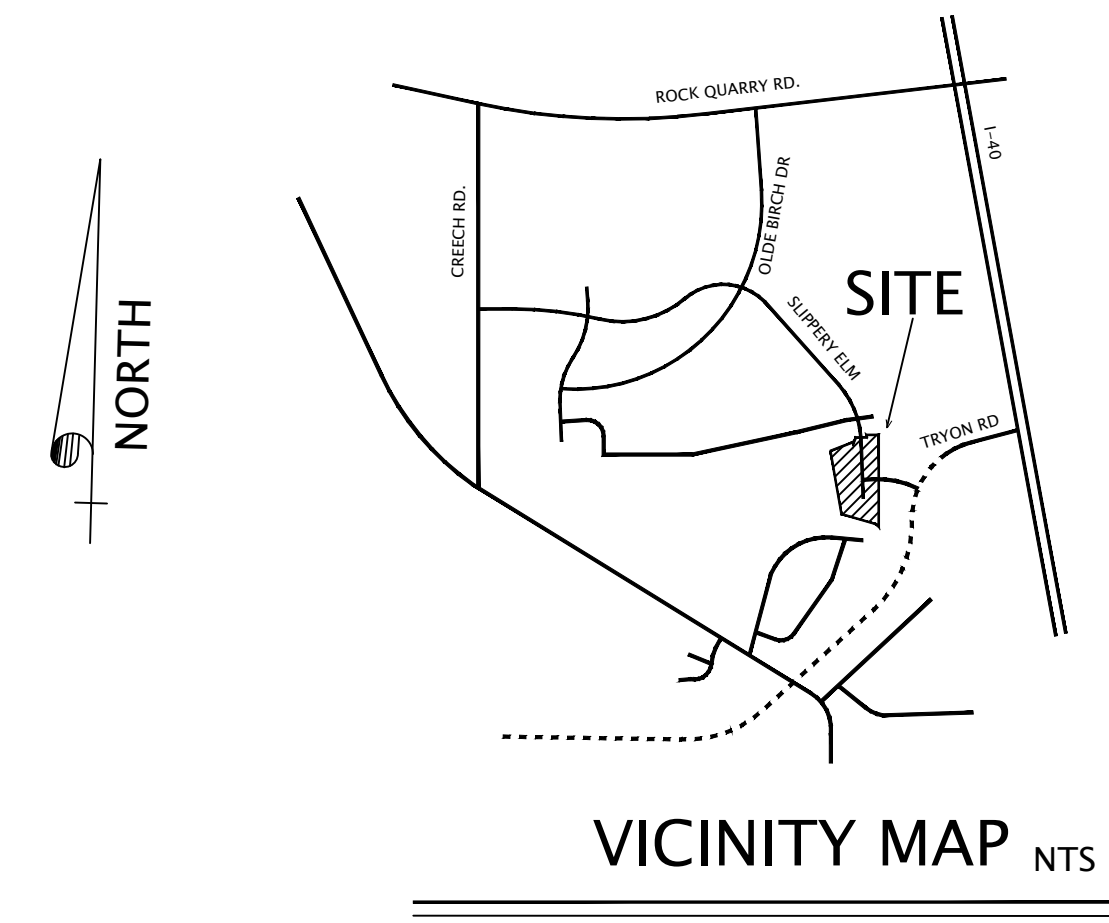 ROCK QUARRY RD.
I-40
CREECH RD.
OLDE BIRCH DR
NORTH
SITE
SLIPPERY ELM
TRYON RD
VICINITY MAP NTS